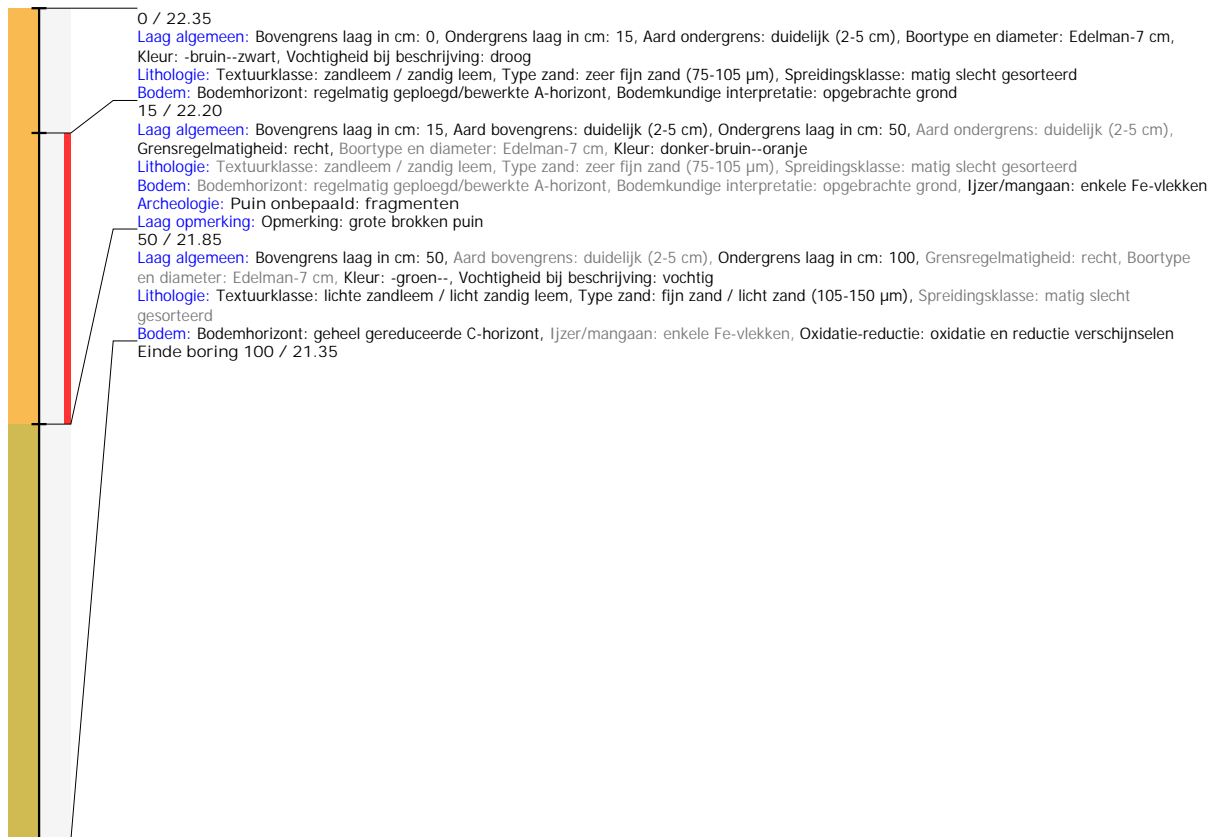 0 / 22.35
Laag algemeen: Bovengrens laag in cm: 0, Ondergrens laag in cm: 15, Aard ondergrens: duidelijk (2-5 cm), Boortype en diameter: Edelman-7 cm,
Kleur: -bruin--zwart, Vochtigheid bij beschrijving: droog
Lithologie: Textuurklasse: zandleem / zandig leem, Type zand: zeer fijn zand (75-105 µm), Spreidingsklasse: matig slecht gesorteerd
Bodem: Bodemhorizont: regelmatig geploegd/bewerkte A-horizont, Bodemkundige interpretatie: opgebrachte grond
15 / 22.20
Laag algemeen: Bovengrens laag in cm: 15, Aard bovengrens: duidelijk (2-5 cm), Ondergrens laag in cm: 50, Aard ondergrens: duidelijk (2-5 cm),
Grensregelmatigheid: recht, Boortype en diameter: Edelman-7 cm, Kleur: donker-bruin--oranje
Lithologie: Textuurklasse: zandleem / zandig leem, Type zand: zeer fijn zand (75-105 µm), Spreidingsklasse: matig slecht gesorteerd
Bodem: Bodemhorizont: regelmatig geploegd/bewerkte A-horizont, Bodemkundige interpretatie: opgebrachte grond, Ijzer/mangaan: enkele Fe-vlekken
Archeologie: Puin onbepaald: fragmenten
Laag opmerking: Opmerking: grote brokken puin
50 / 21.85
Laag algemeen: Bovengrens laag in cm: 50, Aard bovengrens: duidelijk (2-5 cm), Ondergrens laag in cm: 100, Grensregelmatigheid: recht, Boortype
en diameter: Edelman-7 cm, Kleur: -groen--, Vochtigheid bij beschrijving: vochtig
Lithologie: Textuurklasse: lichte zandleem / licht zandig leem, Type zand: fijn zand / licht zand (105-150 µm), Spreidingsklasse: matig slecht
gesorteerd
Bodem: Bodemhorizont: geheel gereduceerde C-horizont, Ijzer/mangaan: enkele Fe-vlekken, Oxidatie-reductie: oxidatie en reductie verschijnselen
Einde boring 100 / 21.35